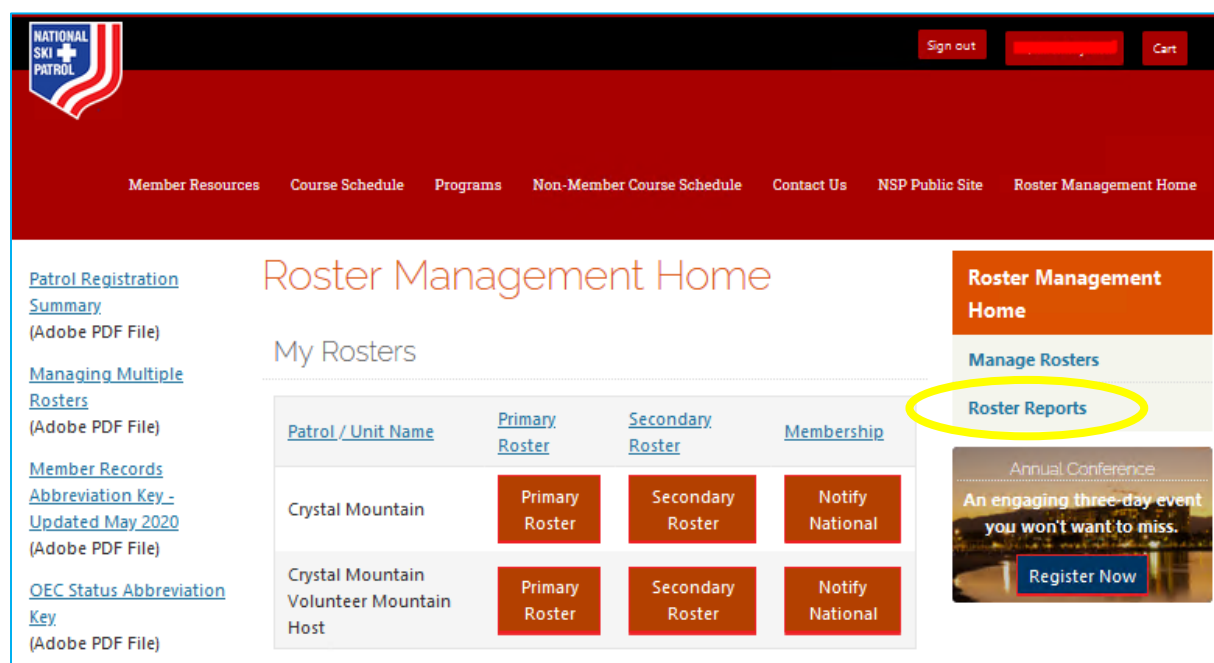 NATIONAL
SKI
PATROL
Sign out
Cart
Member Resources Course Schedule Programs Non-Member Course Schedule Contact Us NSP Public Site Roster Management Home
Patrol Registration
Summary
(Adobe PDF File)
Managing Multiple
Rosters
(Adobe PDF File)
Member Records
Abbreviation Key -
Updated May 2020
(Adobe PDF File)
OEC Status Abbreviation
Key
(Adobe PDF File)
Roster Management Home
My Rosters
Patrol / Unit Name
Primary
Roster
Secondary
Roster
Membership
Crystal Mountain
Primary
Roster
Secondary
Roster
Notify
National
Crystal Mountain
Volunteer Mountain
Host
Primary
Roster
Secondary
Roster
Notify
National
Roster Management
Home
Manage Rosters
Roster Reports
Annual Conference
An engaging three-day event
you won't want to miss.
Register Now